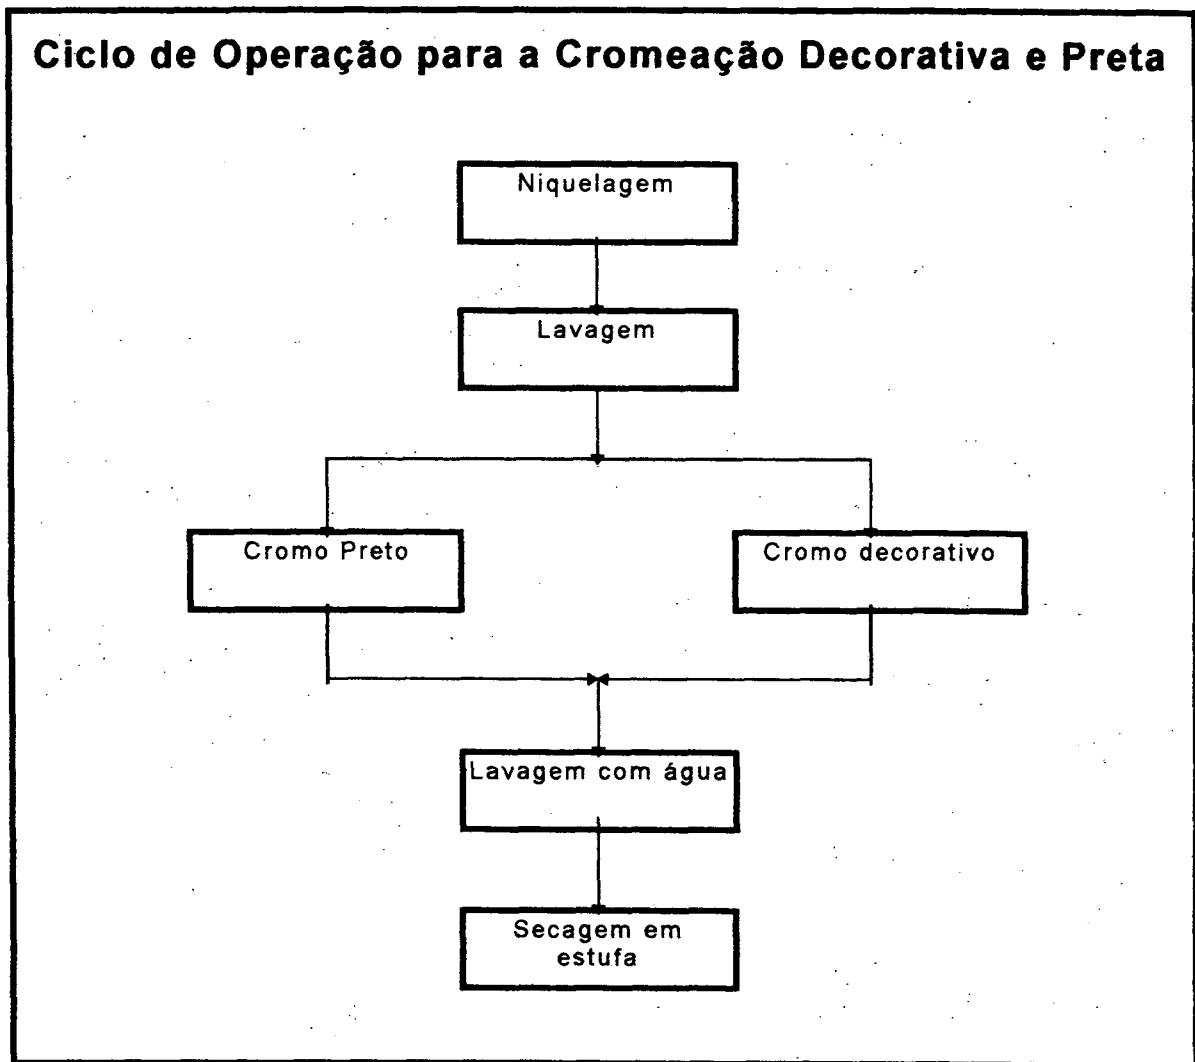 Ciclo de Operação para a Cromeação Decorativa e Preta
Niquelagem
Lavagem
Cromo Preto
Cromo decorativo
Lavagem com água
Secagem em
estufa